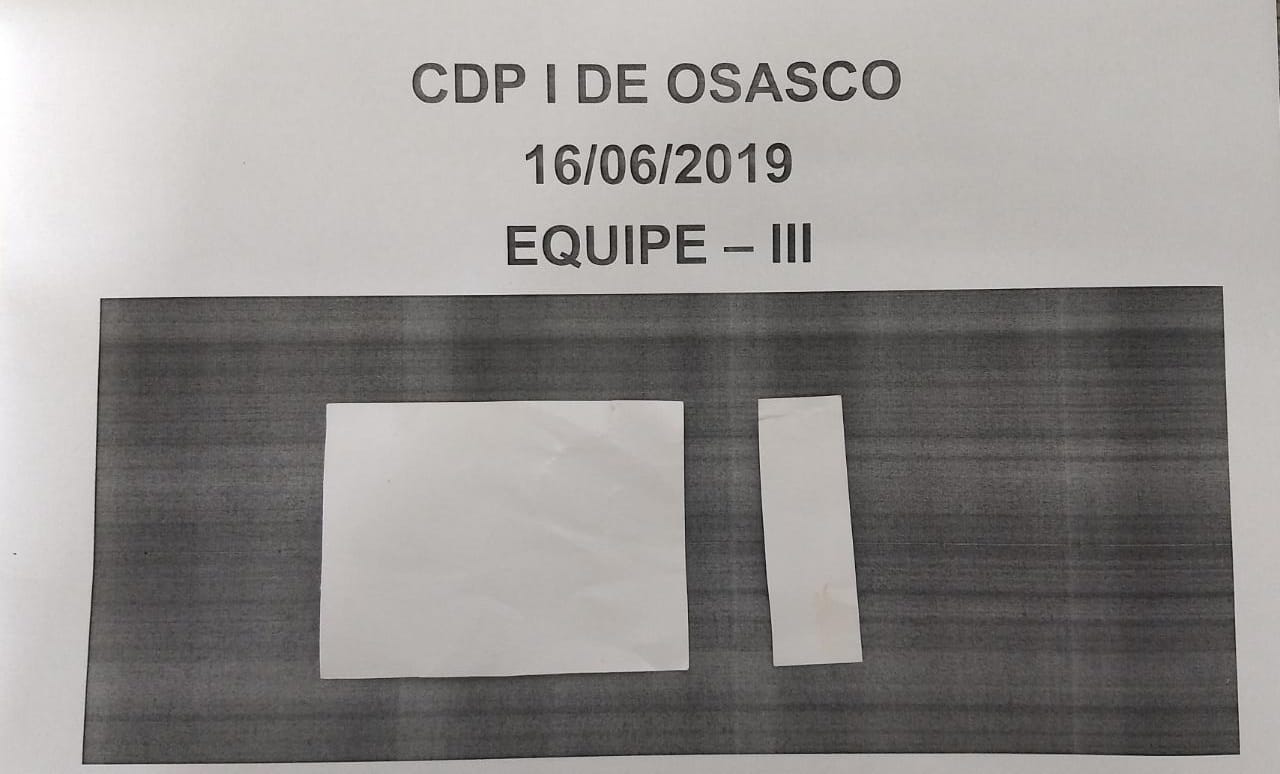 CDP I DE OSASCO
16/06/2019
EQUIPE – III